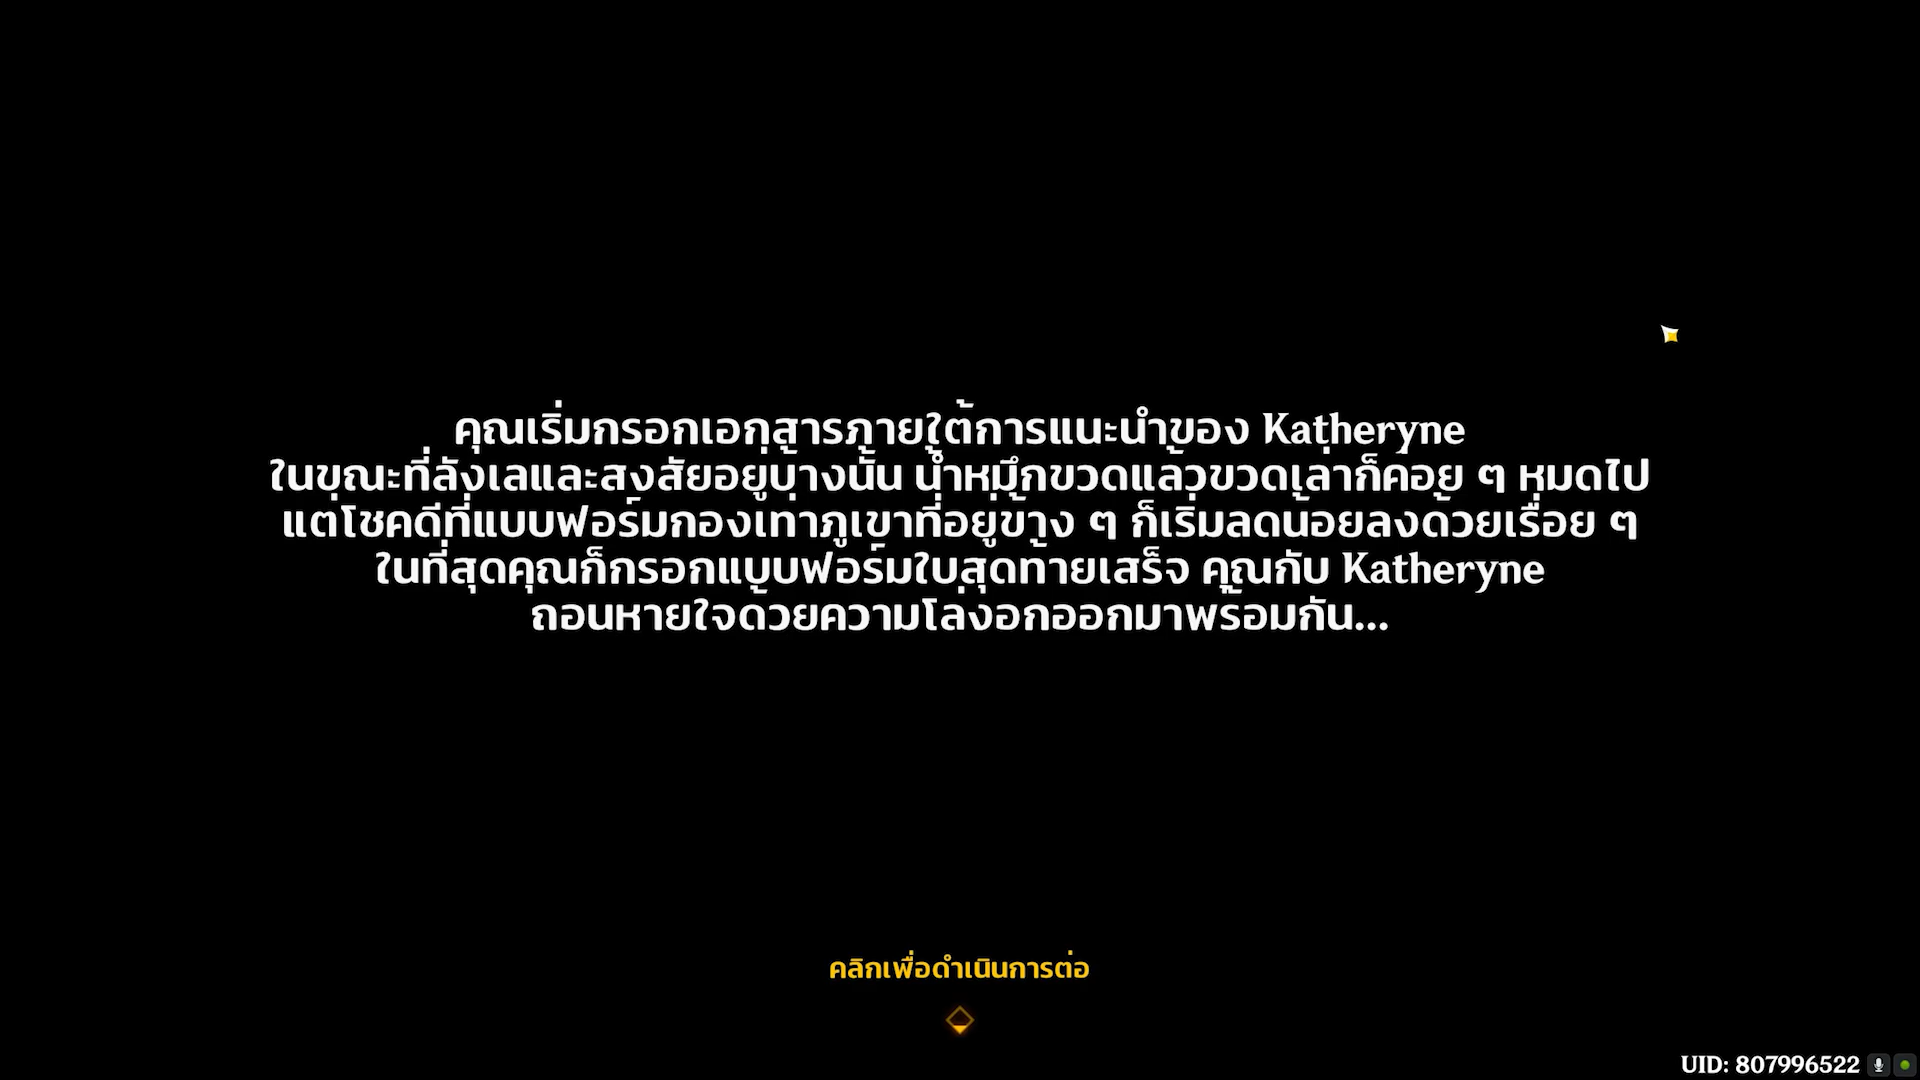 คุณเริ่มกรอกเอกสารภายใต้การแนะนำของ Katheryne
ในขณะที่ลังเลและสงสัยอยู่บ้างนั้น น้ำหมึกขวดแล้วขวดเล่าก็ค่อย ๆ หมดไป
แต่โชคดีที่แบบฟอร์มกองเท่าภูเขาที่อยู่ข้าง ๆ ก็เริ่มลดน้อยลงด้วยเรื่อย ๆ
ในที่สุดคุณก็กรอกแบบฟอร์มใบสุดท้ายเสร็จ คุณกับ Katheryne
ถอนหายใจด้วยความโล่งอกออกมาพร้อมกัน...
คลิกเพื่อดำเนินการต่อ
UID: 807996522